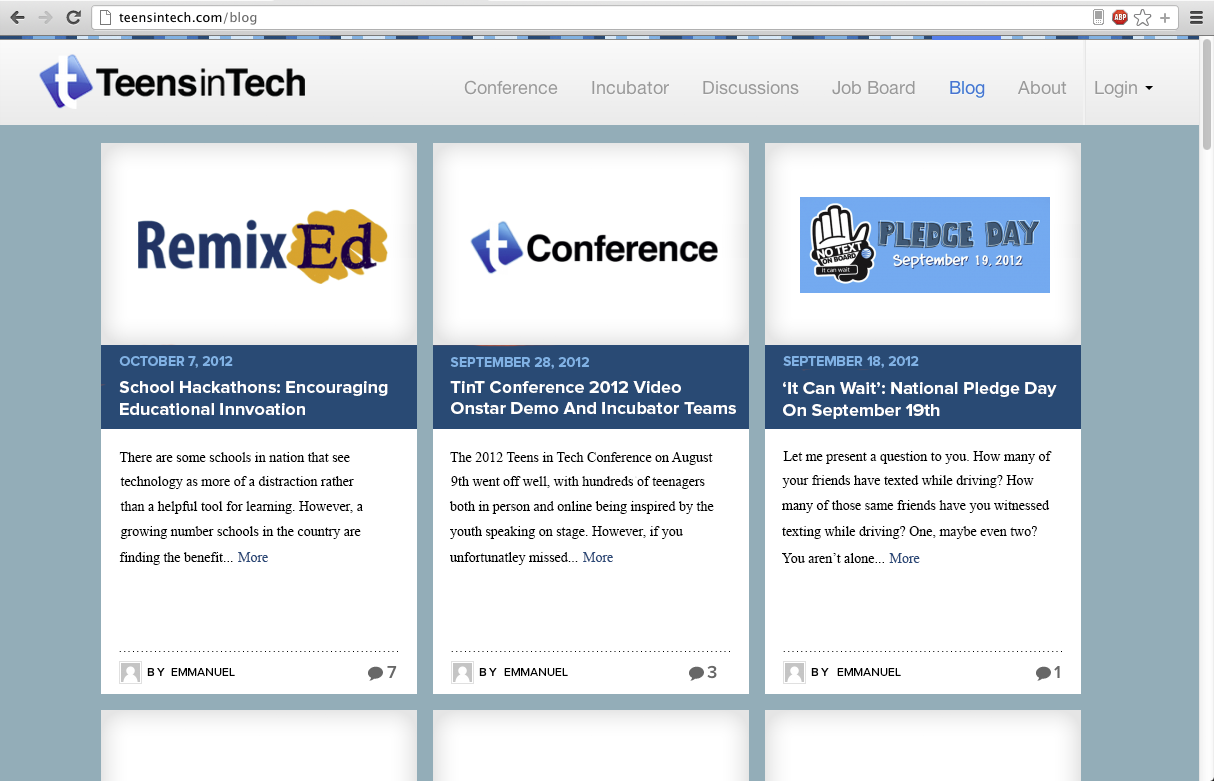 teensintech.com/blog
ABP
t TeensinTech
Conference Incubator Discussions Job Board Blog About Login
RemixEd
t Conference
NO TEXT
ON BOARD
it can wait
PLEDGE DAY
September 19, 2012
OCTOBER 7, 2012
School Hackathons: Encouraging
Educational Innvoation
There are some schools in nation that see
technology as more of a distraction rather
than a helpful tool for learning. However, a
growing number schools in the country are
finding the benefit... More
BY EMMANUEL 7
SEPTEMBER 28, 2012
TinT Conference 2012 Video
Onstar Demo And Incubator Teams
The 2012 Teens in Tech Conference on August
9th went off well, with hundreds of teenagers
both in person and online being inspired by the
youth speaking on stage. However, if you
unfortunatley missed... More
BY EMMANUEL 3
SEPTEMBER 18, 2012
‘It Can Wait’: National Pledge Day
On September 19th
Let me present a question to you. How many of
your friends have texted while driving? How
many of those same friends have you witnessed
texting while driving? One, maybe even two?
You aren’t alone... More
BY EMMANUEL 1